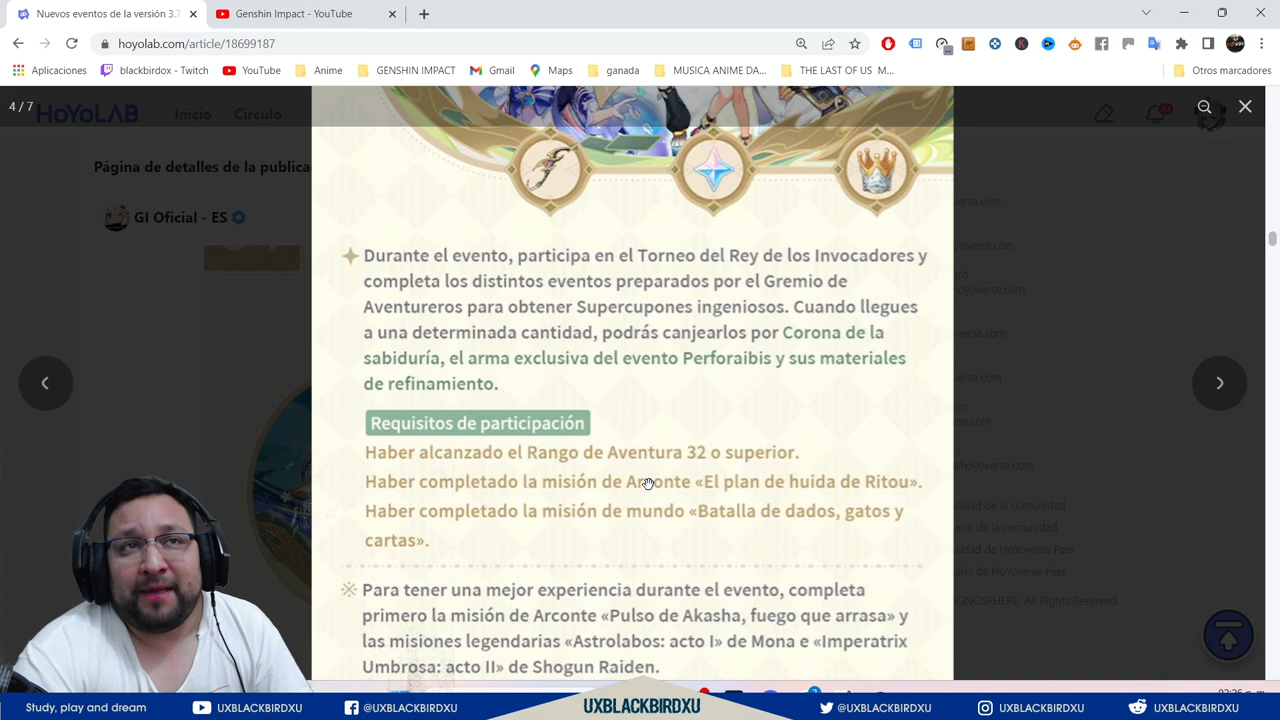 Nuevos eventos de la versión 3.7
Genshin Impact - YouTube
hoyolab.com/article/18699187
Aplicaciones
blackbirdox - Twitch
YouTube
Anime
GENSHIN IMPACT
Gmail
Maps
ganada
MUSICA ANIME DA...
THE LAST OF US M...
Otros marcadores
4 / 7
HoYoLAB
Inicio
Círculo
Página de detalles de la publica
GI Oficial - ES
Durante el evento, participa en el Torneo del Rey de los Invocadores y
completa los distintos eventos preparados por el Gremio de
Aventureros para obtener Supercupones ingeniosos. Cuando llegues
a una determinada cantidad, podrás canjearlos por Corona de la
sabiduría, el arma exclusiva del evento Perforaibis y sus materiales
de refinamiento.
Requisitos de participación
Haber alcanzado el Rango de Aventura 32 o superior.
Haber completado la misión de Arconte «El plan de huida de Ritou».
Haber completado la misión de mundo «Batalla de dados, gatos y
cartas».
※ Para tener una mejor experiencia durante el evento, completa
primero la misión de Arconte «Pulso de Akasha, fuego que arrasa» y
las misiones legendarias «Astrolabos: acto I» de Mona e «Imperatrix
Umbrosa: acto II» de Shogun Raiden.
Study, play and dream
UXBLACKBIRDXU
@UXBLACKBIRDXU
UXBLACKBIRDXU
@UXBLACKBIRDXU
UXBLACKBIRDXU
UXBLACKBIRDXU